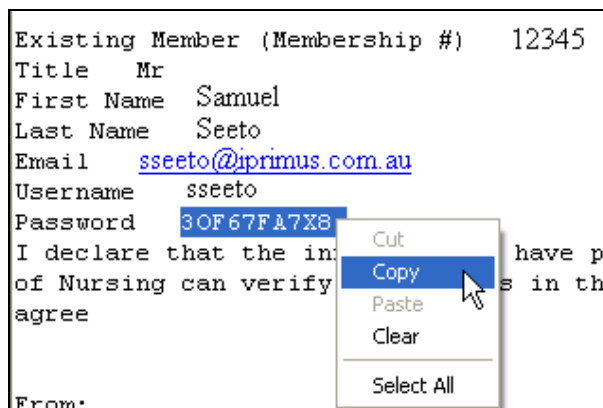 Existing Member (Membership #) 12345
Title Mr
First Name Samuel
Last Name Seeto
Email sseeto@iprimus.com.au
Username sseeto
Password 3OF67FA7X8
I declare that the in have p
of Nursing can verify s in th
agree
Cut
Copy
Paste
Clear
Select All
From: